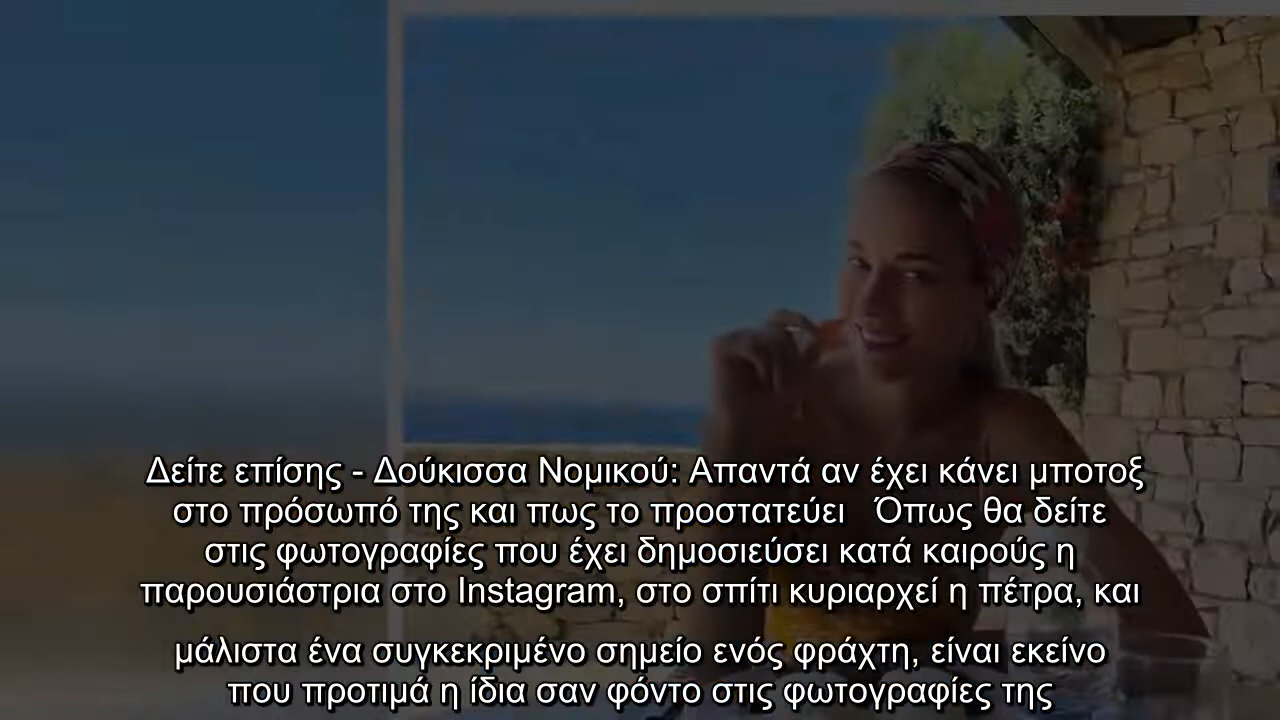 Δείτε επίσης - Δούκισσα Νομικού: Απαντά αν έχει κάνει μποτοξ
στο πρόσωπό της και πως το προστατεύει Όπως θα δείτε
στις φωτογραφίες που έχει δημοσιεύσει κατά καιρούς η
παρουσιάστρια στο Instagram, στο σπίτι κυριαρχεί η πέτρα, και
μάλιστα ένα συγκεκριμένο σημείο ενός φράχτη, είναι εκείνο
που προτιμά η ίδια σαν φόντο στις φωτογραφίες της